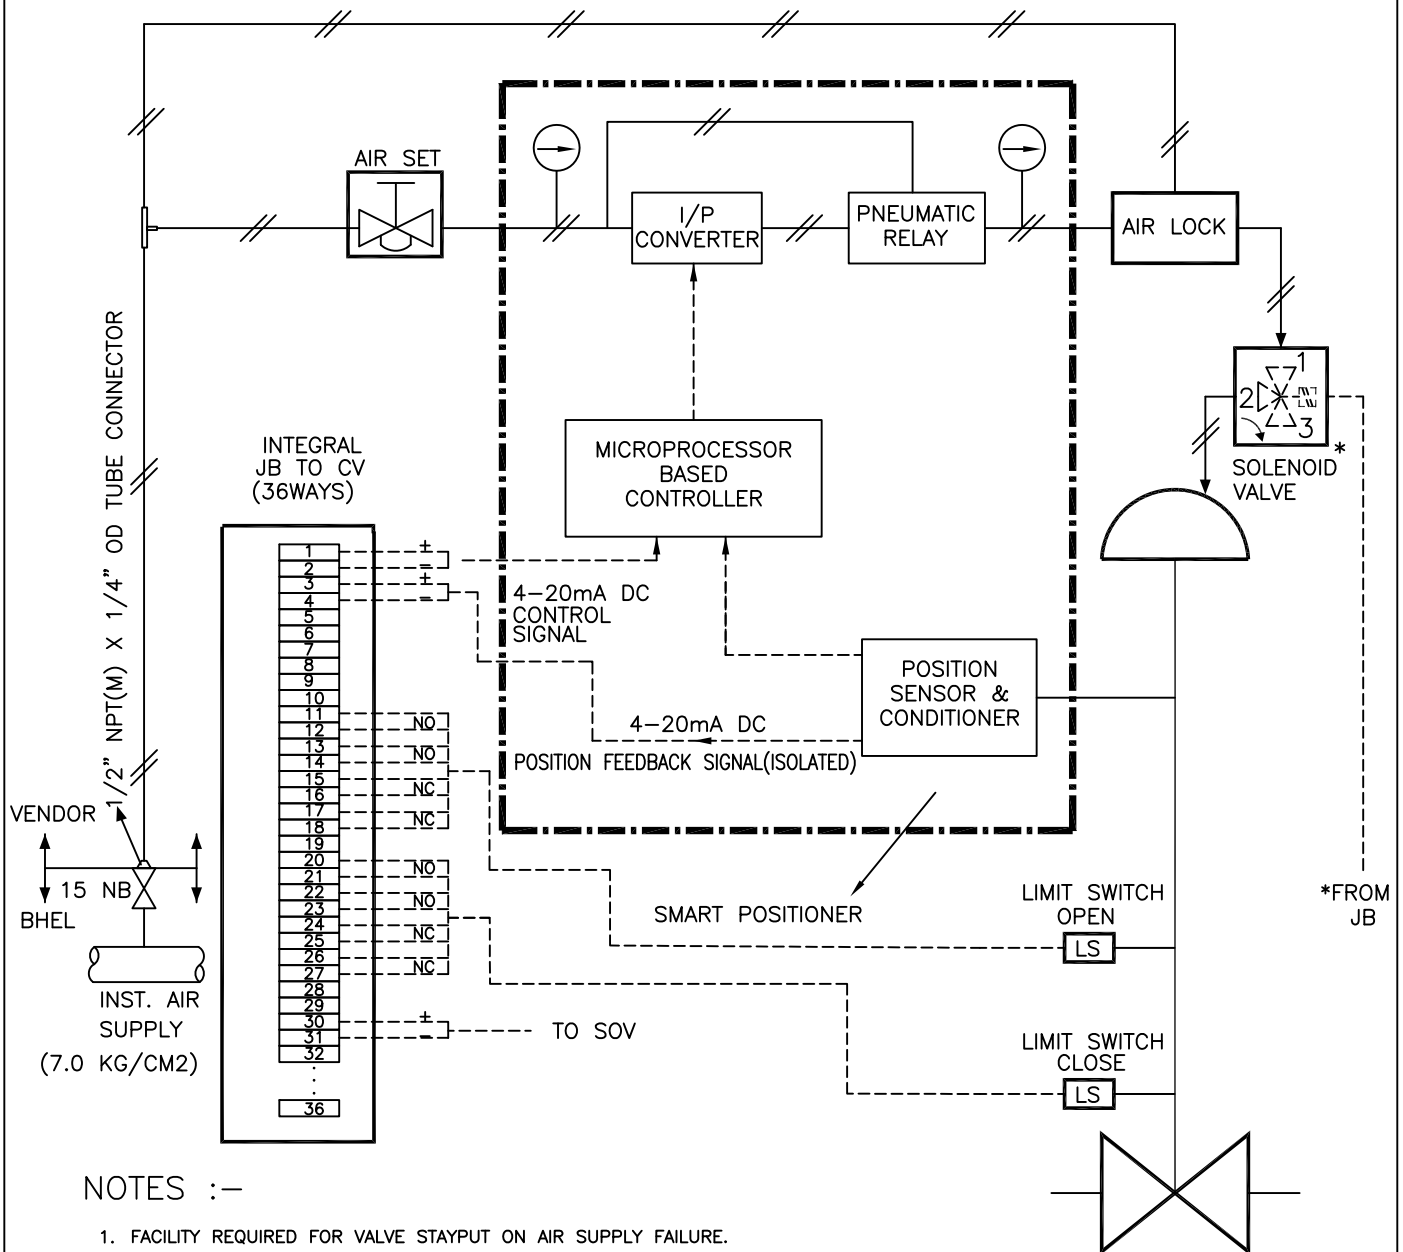 AIR SET
I/P
CONVERTER
PNEUMATIC
RELAY
AIR LOCK
1
2
3
*
SOLENOID
VALVE
1/2" NPT(M) X 1/4" OD TUBE CONNECTOR
INTEGRAL
JB TO CV
(36WAYS)
MICROPROCESSOR
BASED
CONTROLLER
1
2
3
4
5
6
7
8
9
10
11
12
13
14
15
16
17
18
19
20
21
22
23
24
25
26
27
28
29
30
31
32
36
+
−
+
−
NO
NO
NC
NC
NO
NO
NC
NC
+
−
TO SOV
4−20mA DC
CONTROL
SIGNAL
POSITION
SENSOR &
CONDITIONER
4−20mA DC
POSITION FEEDBACK SIGNAL(ISOLATED)
SMART POSITIONER
VENDOR
15 NB
BHEL
INST. AIR
SUPPLY
(7.0 KG/CM2)
LIMIT SWITCH
OPEN
LS
*FROM
JB
LIMIT SWITCH
CLOSE
LS
NOTES :−
1. FACILITY REQUIRED FOR VALVE STAYPUT ON AIR SUPPLY FAILURE.